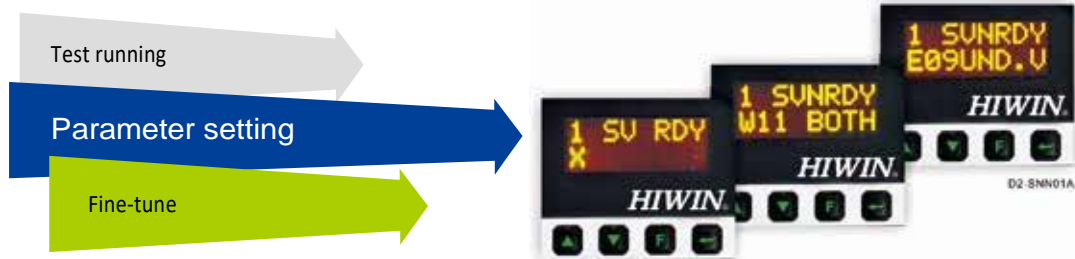 Test running
Parameter setting
Fine-tune
1 SV RDY
X
HIWIN®
1 SVNRDY
W11 BOTH
HIWIN®
1 SVNRDY
E09UND.V
HIWIN®
F
F
F
D2-SNN01A